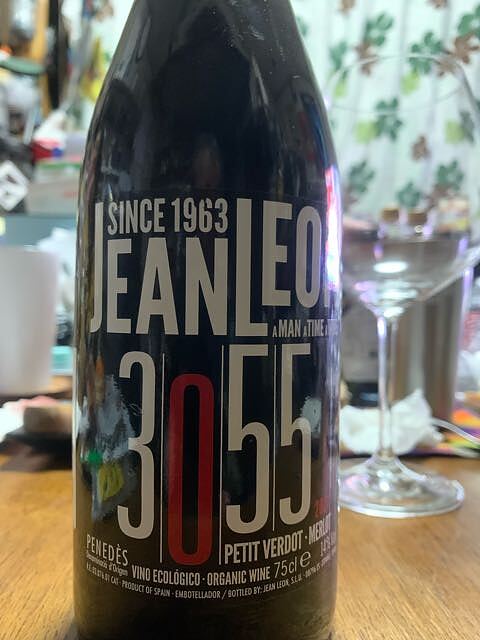 SINCE 1963
JEAN LEON
A MAN A TIME A
3055
PETIT VERDOT · MERLOT
PENEDÈS
Denominació d'Origen
VINO ECOLÓGICO · ORGANIC WINE 75cl e
PRODUCT OF SPAIN · EMBOTELLADOR / BOTTLED BY: JEAN LEON, S.L.U.